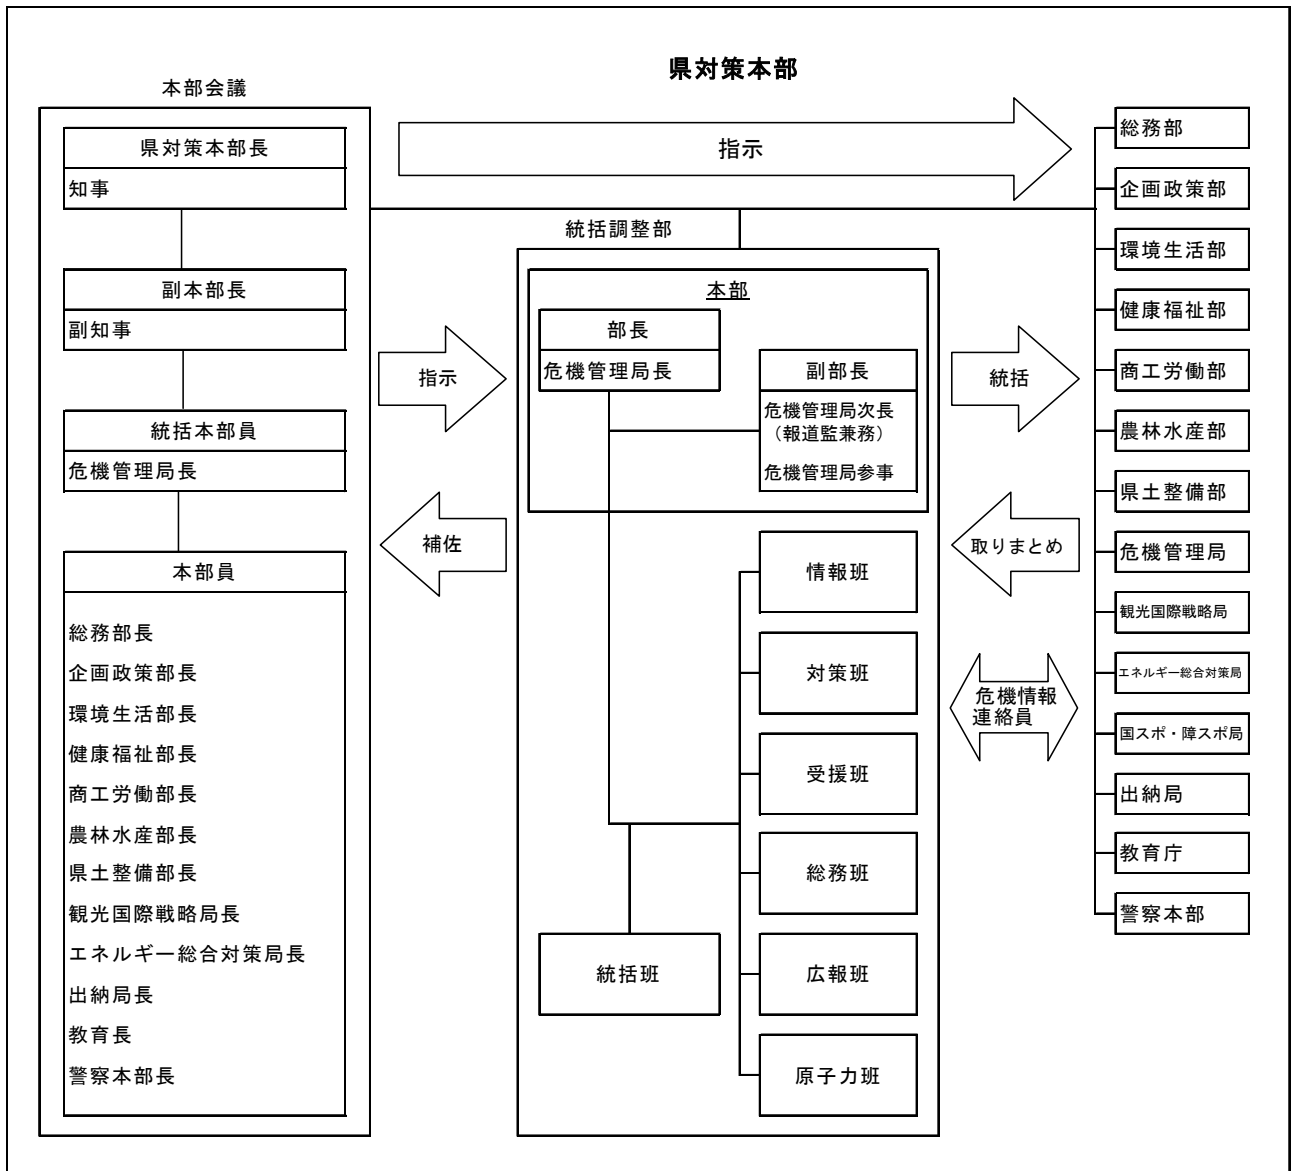 県対策本部
本部会議
県対策本部長
知事
副本部長
副知事
統括本部員
危機管理局長
本部員
総務部長
企画政策部長
環境生活部長
健康福祉部長
商工労働部長
農林水産部長
県土整備部長
観光国際戦略局長
エネルギー総合対策局長
出納局長
教育長
警察本部長
指示
指示
補佐
統括調整部
本部
部長
危機管理局長
副部長
危機管理局次長
（報道監兼務）
危機管理局参事
情報班
対策班
受援班
総務班
統括班
広報班
原子力班
統括
取りまとめ
危機情報
連絡員
総務部
企画政策部
環境生活部
健康福祉部
商工労働部
農林水産部
県土整備部
危機管理局
観光国際戦略局
エネルギー総合対策局
国スポ・障スポ局
出納局
教育庁
警察本部